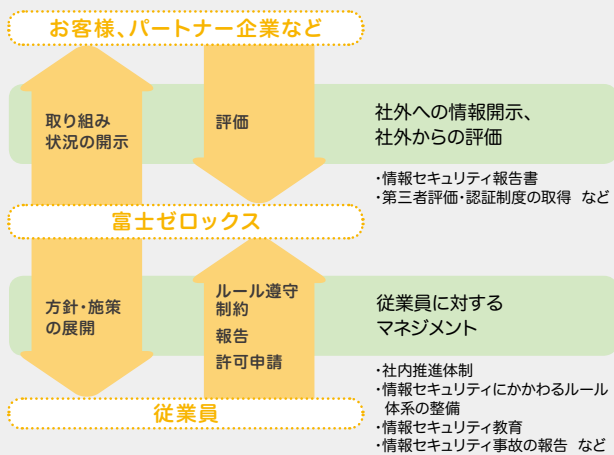 お客様、パートナー企業など
取り組み
状況の開示
評価
社外への情報開示、
社外からの評価
・情報セキュリティ報告書
・第三者評価・認証制度の取得 など
富士ゼロックス
方針・施策
の展開
ルール遵守
制約
報告
許可申請
従業員に対する
マネジメント
・社内推進体制
・情報セキュリティにかかわるルール
体系の整備
・情報セキュリティ教育
・情報セキュリティ事故の報告 など
従業員